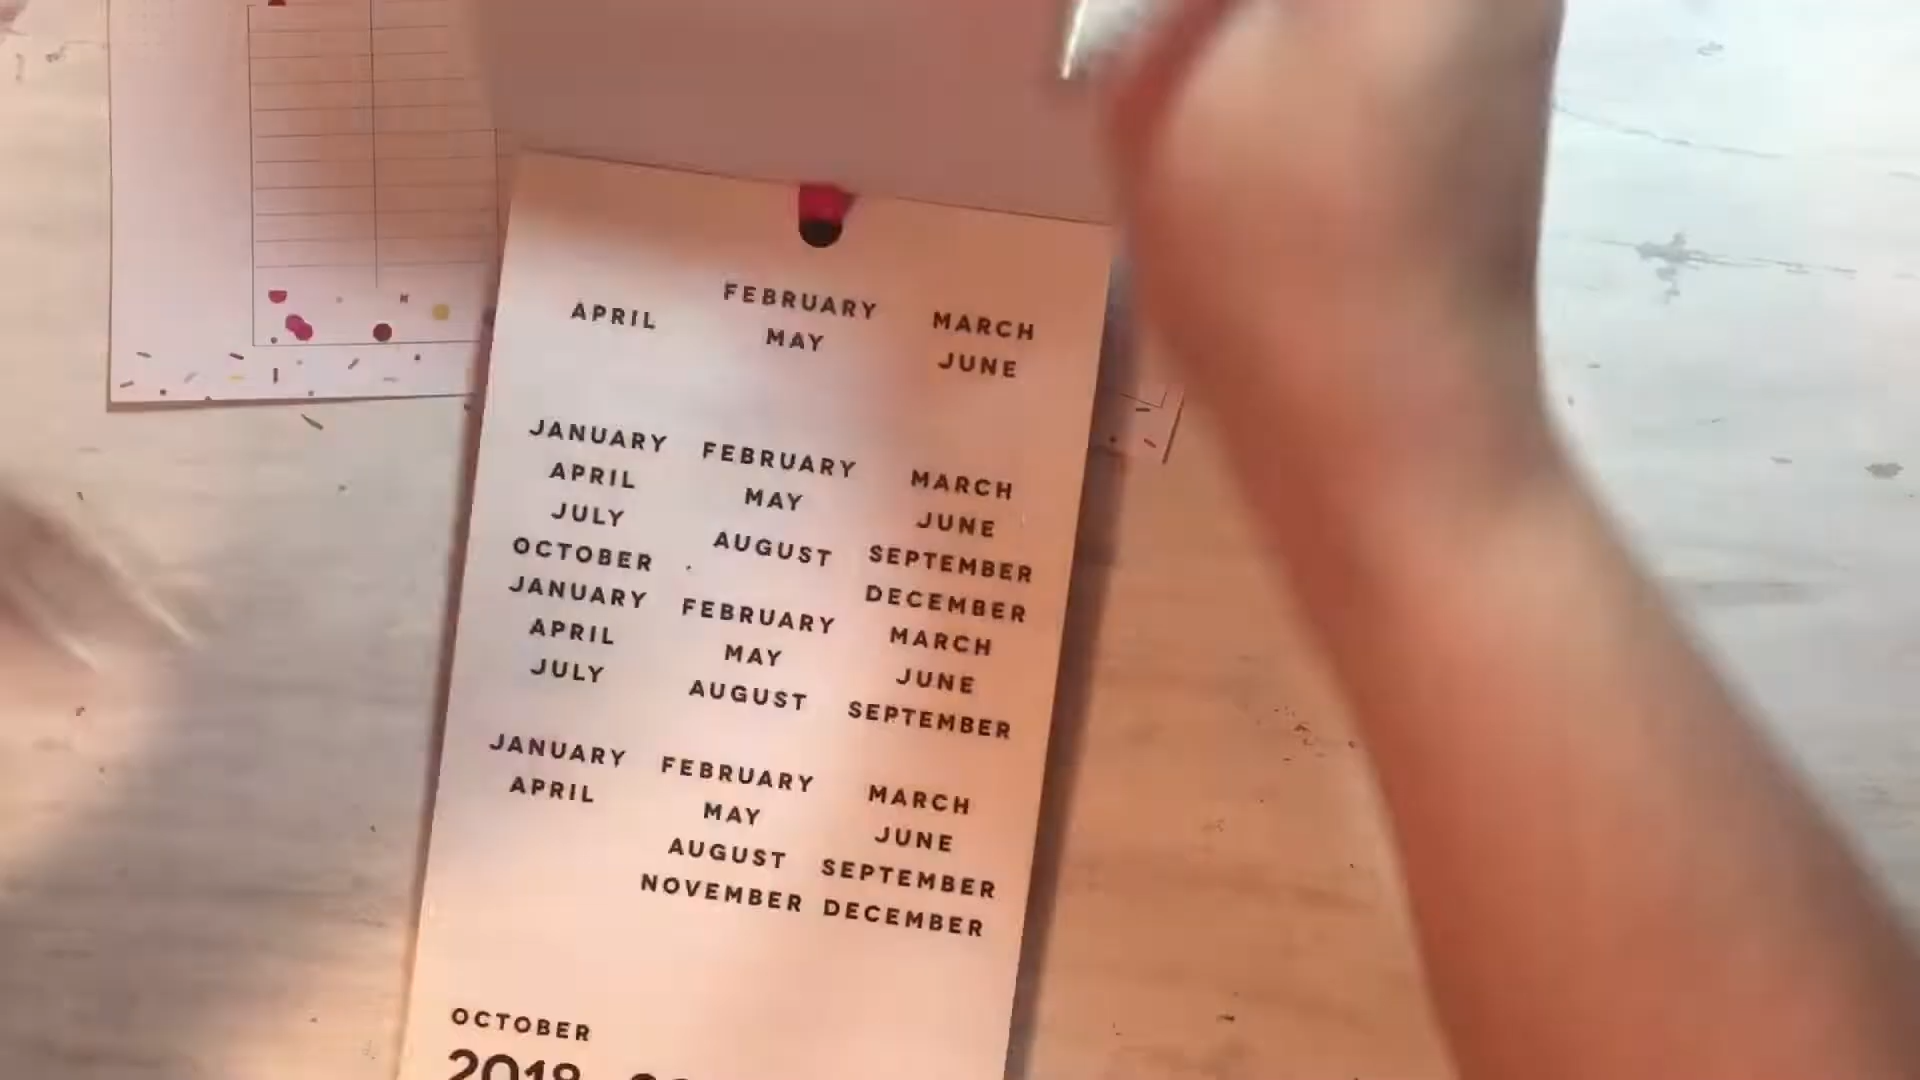 APRIL FEBRUARY MARCH
MAY JUNE
JANUARY FEBRUARY MARCH
APRIL MAY JUNE
JULY AUGUST SEPTEMBER
OCTOBER DECEMBER
JANUARY FEBRUARY MARCH
APRIL MAY JUNE
JULY AUGUST SEPTEMBER
JANUARY FEBRUARY MARCH
APRIL MAY JUNE
AUGUST SEPTEMBER
NOVEMBER DECEMBER
OCTOBER